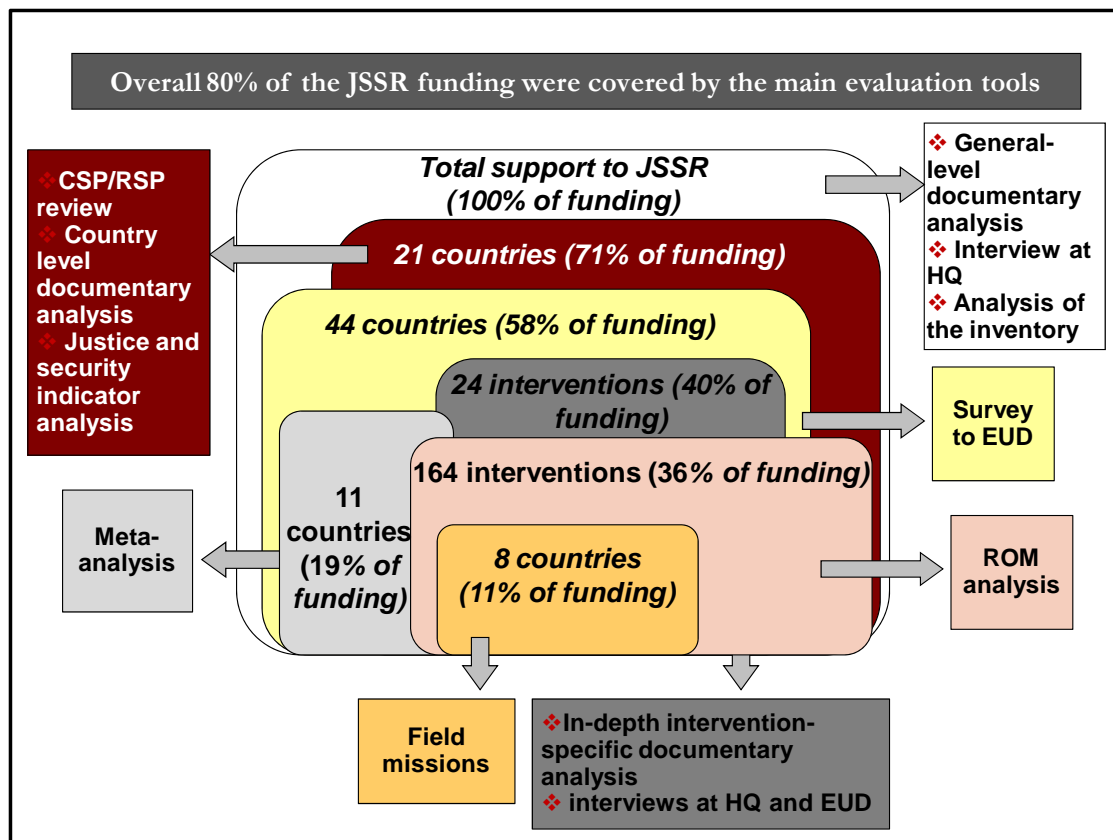 Overall 80% of the JSSR funding were covered by the main evaluation tools
❖CSP/RSP
review
❖ Country
level
documentary
analysis
❖ Justice and
security
indicator
analysis
Total support to JSSR
(100% of funding)
❖ General-
level
documentary
analysis
❖ Interview at
HQ
❖ Analysis of
the inventory
21 countries (71% of funding)
44 countries (58% of funding)
24 interventions (40% of
funding)
Survey
to EUD
164 interventions (36% of funding)
11
countries
(19% of
funding)
Meta-
analysis
8 countries
(11% of funding)
ROM
analysis
Field
missions
❖In-depth intervention-
specific documentary
analysis
❖ interviews at HQ and EUD